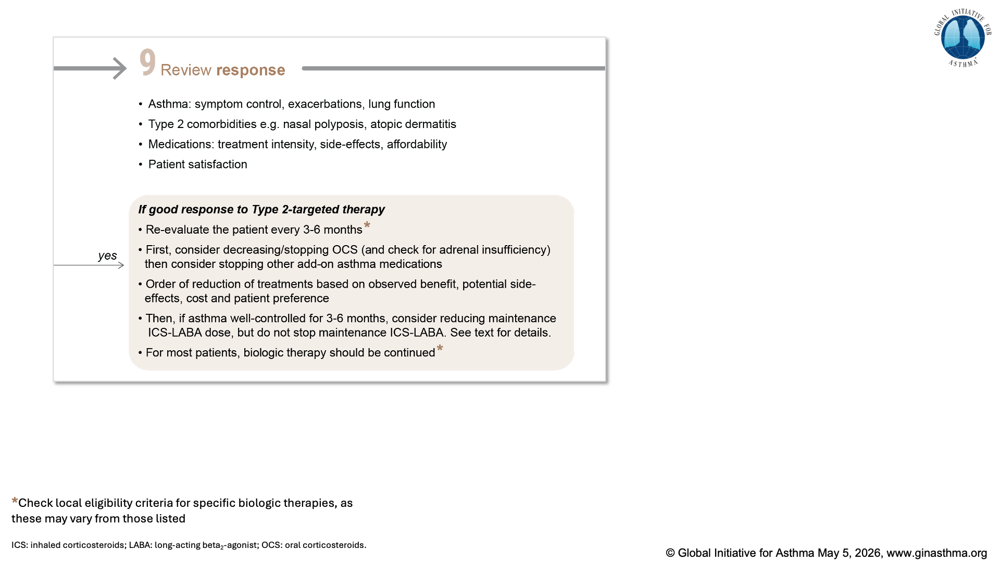 GLOBAL INITIATIVE FOR
ASTHMA
9 Review response
• Asthma: symptom control, exacerbations, lung function
• Type 2 comorbidities e.g. nasal polyposis, atopic dermatitis
• Medications: treatment intensity, side-effects, affordability
• Patient satisfaction
yes
If good response to Type 2-targeted therapy
• Re-evaluate the patient every 3-6 months*
• First, consider decreasing/stopping OCS (and check for adrenal insufficiency)
then consider stopping other add-on asthma medications
• Order of reduction of treatments based on observed benefit, potential side-
effects, cost and patient preference
• Then, if asthma well-controlled for 3-6 months, consider reducing maintenance
ICS-LABA dose, but do not stop maintenance ICS-LABA. See text for details.
• For most patients, biologic therapy should be continued*
*Check local eligibility criteria for specific biologic therapies, as
these may vary from those listed
ICS: inhaled corticosteroids; LABA: long-acting beta₂-agonist; OCS: oral corticosteroids.
© Global Initiative for Asthma May 5, 2026, www.ginasthma.org